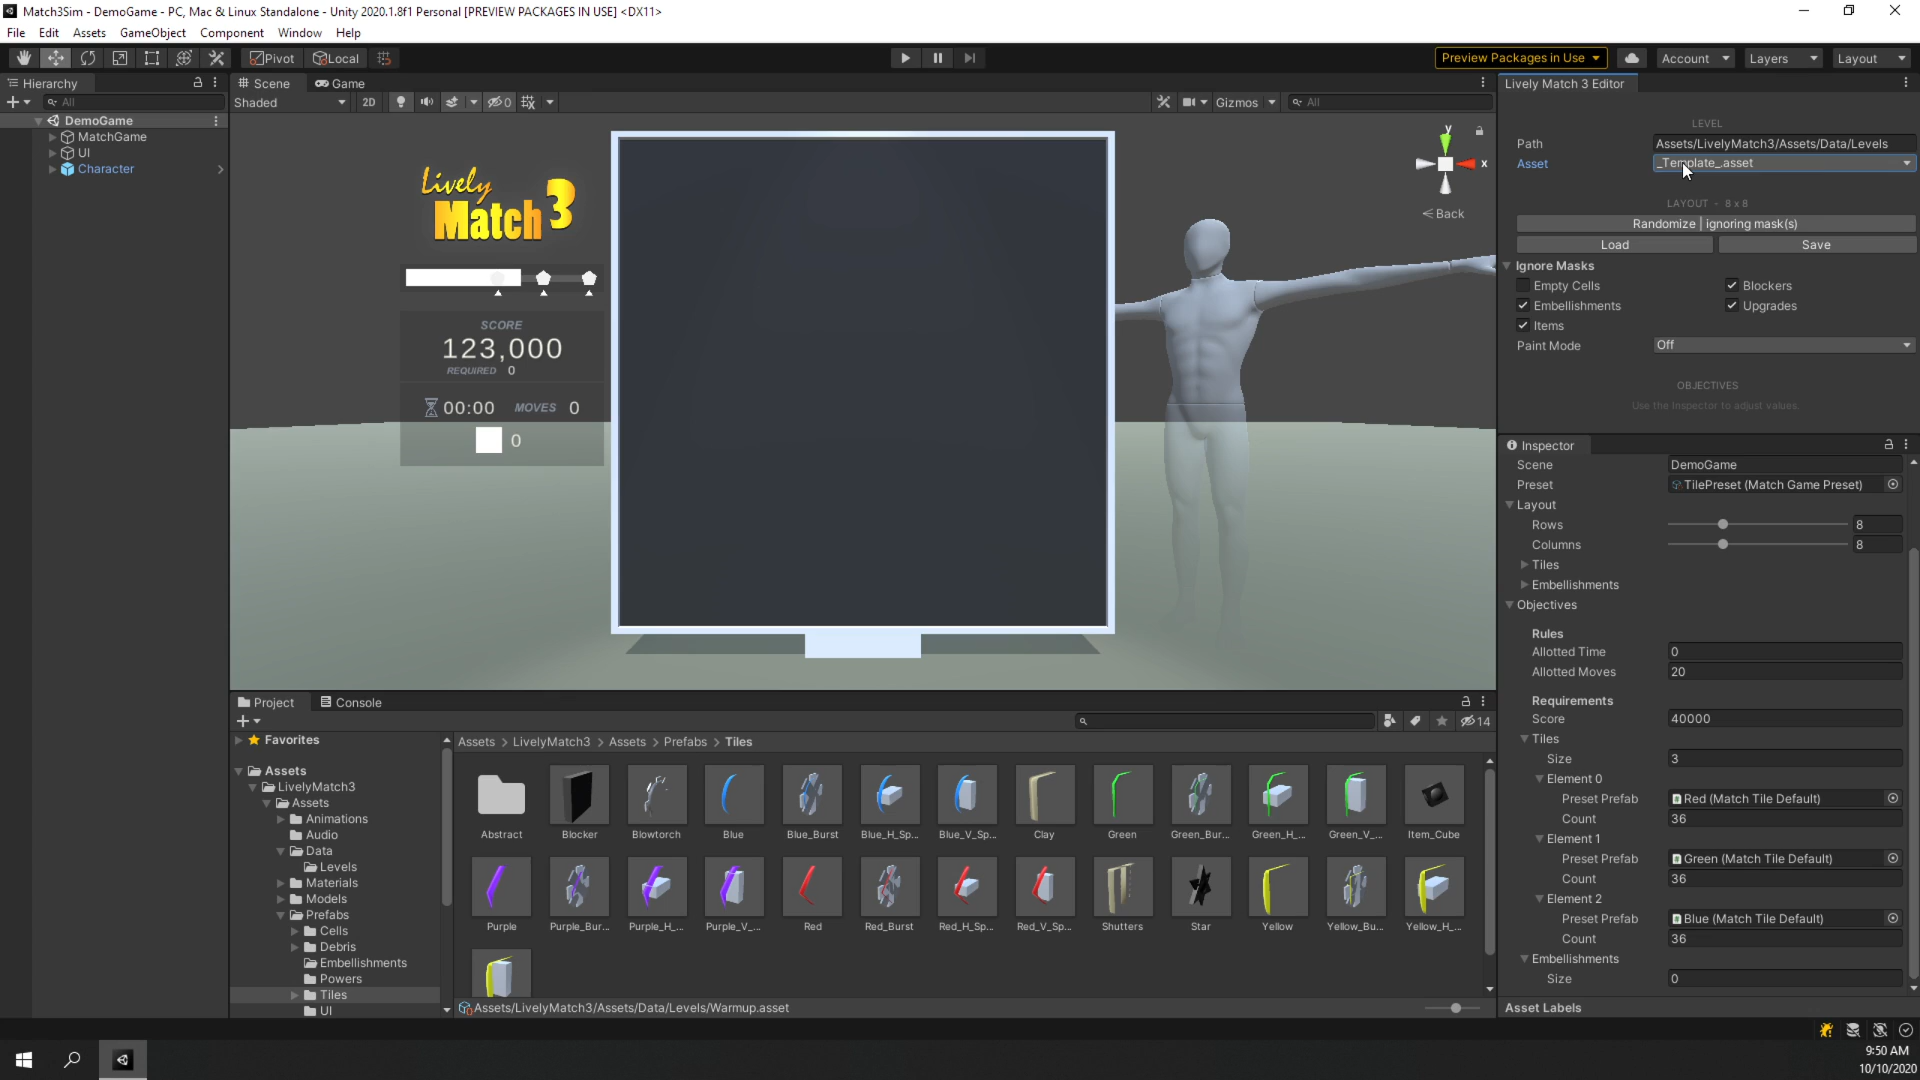 Match3Sim - DemoGame - PC, Mac & Linux Standalone - Unity 2020.1.8f1 Personal [PREVIEW PACKAGES IN USE] <DX11>
File Edit Assets GameObject Component Window Help
Pivot Local
Preview Packages in Use
Account Layers Layout
Hierarchy
All
DemoGame
MatchGame
UI
Character
Scene Game
Shaded 2D 0 Gizmos All
y
x
Back
Lively
Match 3
SCORE
123,000
REQUIRED 0
00:00 MOVES 0
0
Lively Match 3 Editor
LEVEL
Path Assets/LivelyMatch3/Assets/Data/Levels
Asset _Template_.asset
LAYOUT - 8 x 8
Randomize | ignoring mask(s)
Load Save
Ignore Masks
Empty Cells Blockers
Embellishments Upgrades
Items
Paint Mode Off
OBJECTIVES
Use the Inspector to adjust values.
Inspector
Scene DemoGame
Preset TilePreset (Match Game Preset)
Layout
Rows 8
Columns 8
Tiles
Embellishments
Objectives
Rules
Allotted Time 0
Allotted Moves 20
Requirements
Score 40000
Tiles
Size 3
Element 0
Preset Prefab Red (Match Tile Default)
Count 36
Element 1
Preset Prefab Green (Match Tile Default)
Count 36
Element 2
Preset Prefab Blue (Match Tile Default)
Count 36
Embellishments
Size 0
Asset Labels
Project Console
14
Favorites
Assets
LivelyMatch3
Assets
Animations
Audio
Data
Levels
Materials
Models
Prefabs
Cells
Debris
Embellishments
Powers
Tiles
UI
Assets > LivelyMatch3 > Assets > Prefabs > Tiles
Abstract Blocker Blowtorch Blue Blue_Burst Blue_H_Sp... Blue_V_Sp... Clay Green Green_Bur... Green_H_... Green_V_... Item_Cube
Purple Purple_Bur... Purple_H_... Purple_V_... Red Red_Burst Red_H_Sp... Red_V_Sp... Shutters Star Yellow Yellow_Bu... Yellow_H_...
Assets/LivelyMatch3/Assets/Data/Levels/Warmup.asset
9:50 AM
10/10/2020